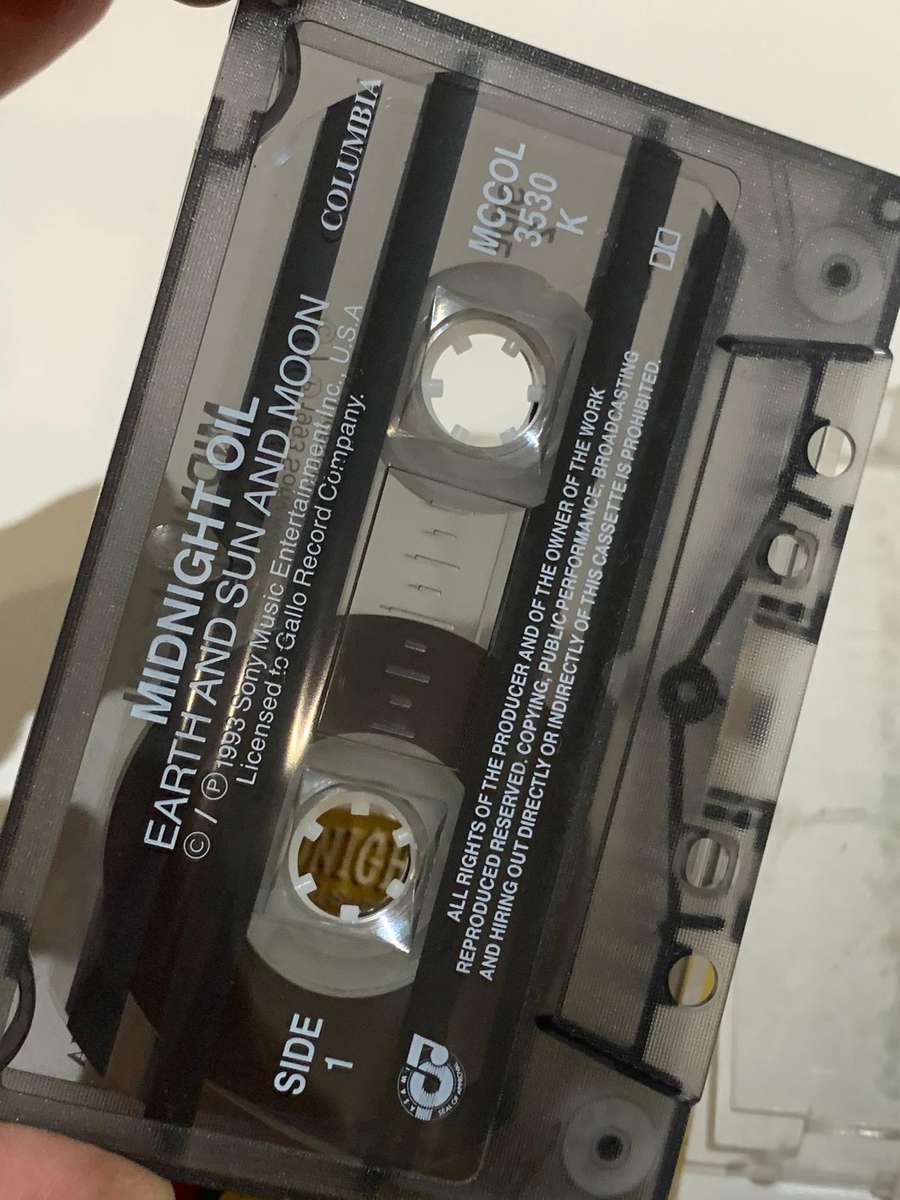 COLUMBIA
MIDNIGHT OIL
EARTH AND SUN AND MOON
© / ℗ 1993 Sony Music Entertainment Inc., U.S.A
Licensed to Gallo Record Company.
SIDE
1
MCCOL
3530
K
ALL RIGHTS OF THE PRODUCER AND OF THE OWNER OF THE WORK
REPRODUCED RESERVED. COPYING, PUBLIC PERFORMANCE, BROADCASTING
AND HIRING OUT DIRECTLY OR INDIRECTLY OF THIS CASSETTE IS PROHIBITED.
NIGH